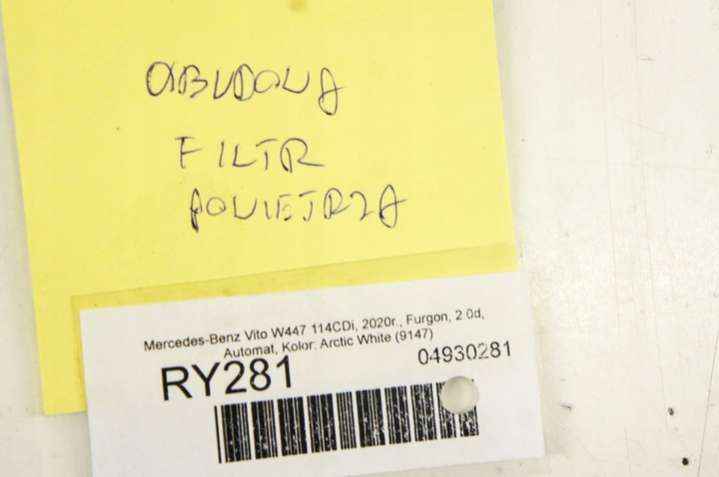 OBUDOWA
FILTR
POWIETRZA
Mercedes-Benz Vito W447 114CDi, 2020r., Furgon, 2.0d,
Automat, Kolor: Arctic White (9147)
RY281
04930281